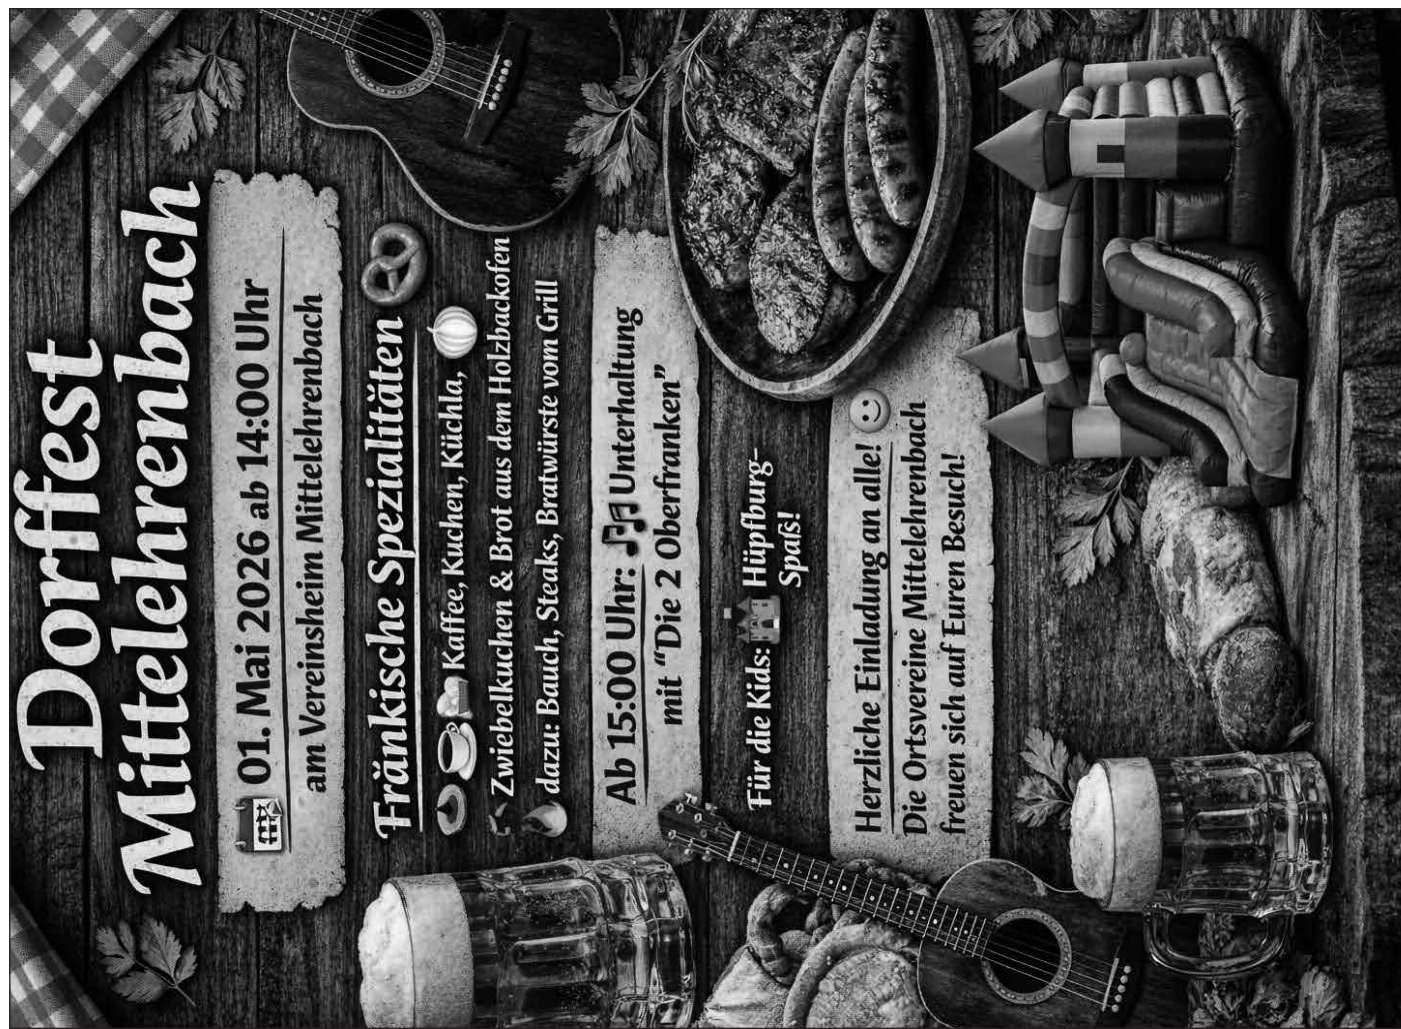 Dorffest
Mittelehrenbach
01. Mai 2026 ab 14:00 Uhr
am Vereinsheim Mittelehrenbach
Fränkische Spezialitäten
Kaffee, Kuchen, Küchla,
Zwiebelkuchen & Brot aus dem Holzbackofen
dazu: Bauch, Steaks, Bratwürste vom Grill
Ab 15:00 Uhr: 🎶 Unterhaltung
mit “Die 2 Oberfranken”
Für die Kids: Hüpfburg-
Spaß!
Herzliche Einladung an alle!
Die Ortsvereine Mittelehrenbach
freuen sich auf Euren Besuch!